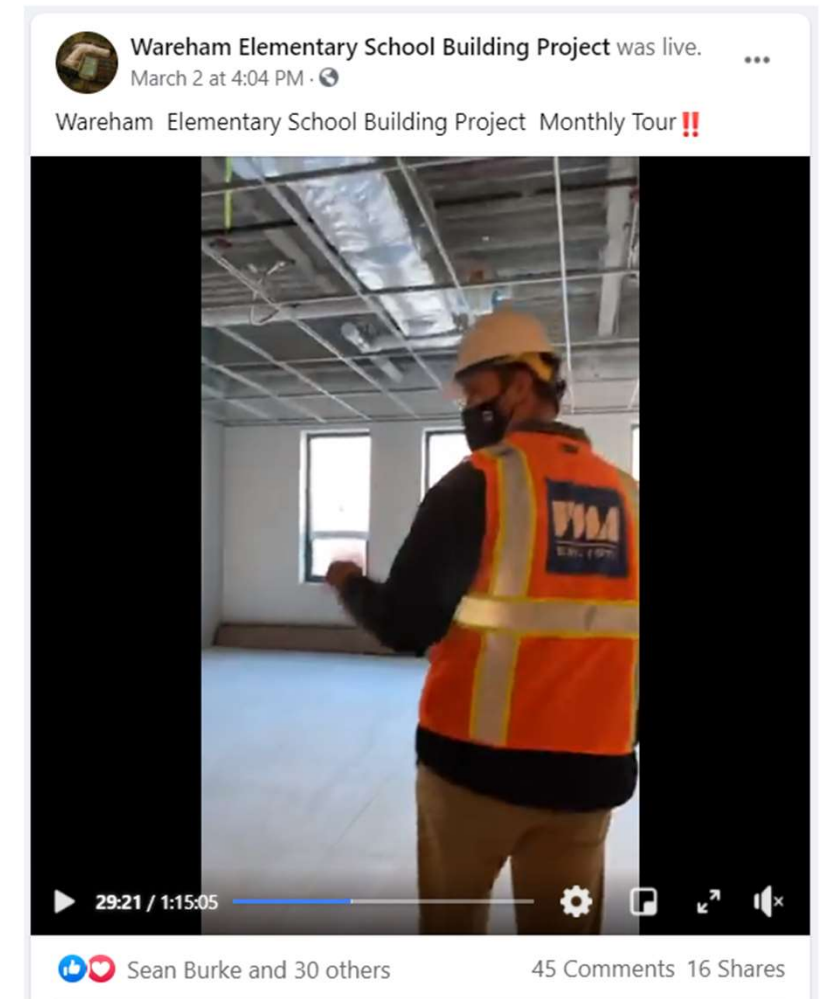 Wareham Elementary School Building Project was live.
March 2 at 4:04 PM ·
Wareham Elementary School Building Project Monthly Tour‼️
29:21 / 1:15:05
Sean Burke and 30 others
45 Comments 16 Shares